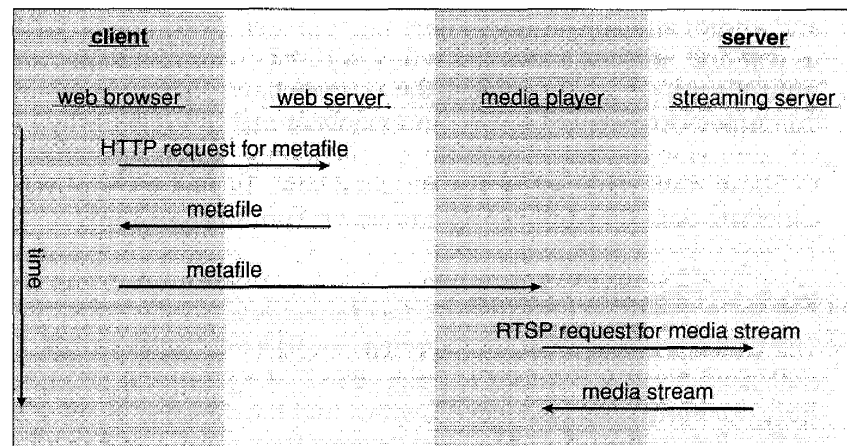 client server
web browser web server media player streaming server
HTTP request for metafile
metafile
metafile
time
RTSP request for media stream
media stream